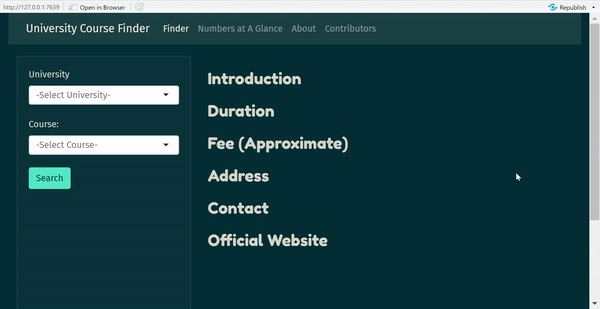 http://127.0.0.1:7639 Open in Browser Republish
University Course Finder Finder Numbers at A Glance About Contributors
University
-Select University-
Course:
-Select Course-
Search
Introduction
Duration
Fee (Approximate)
Address
Contact
Official Website